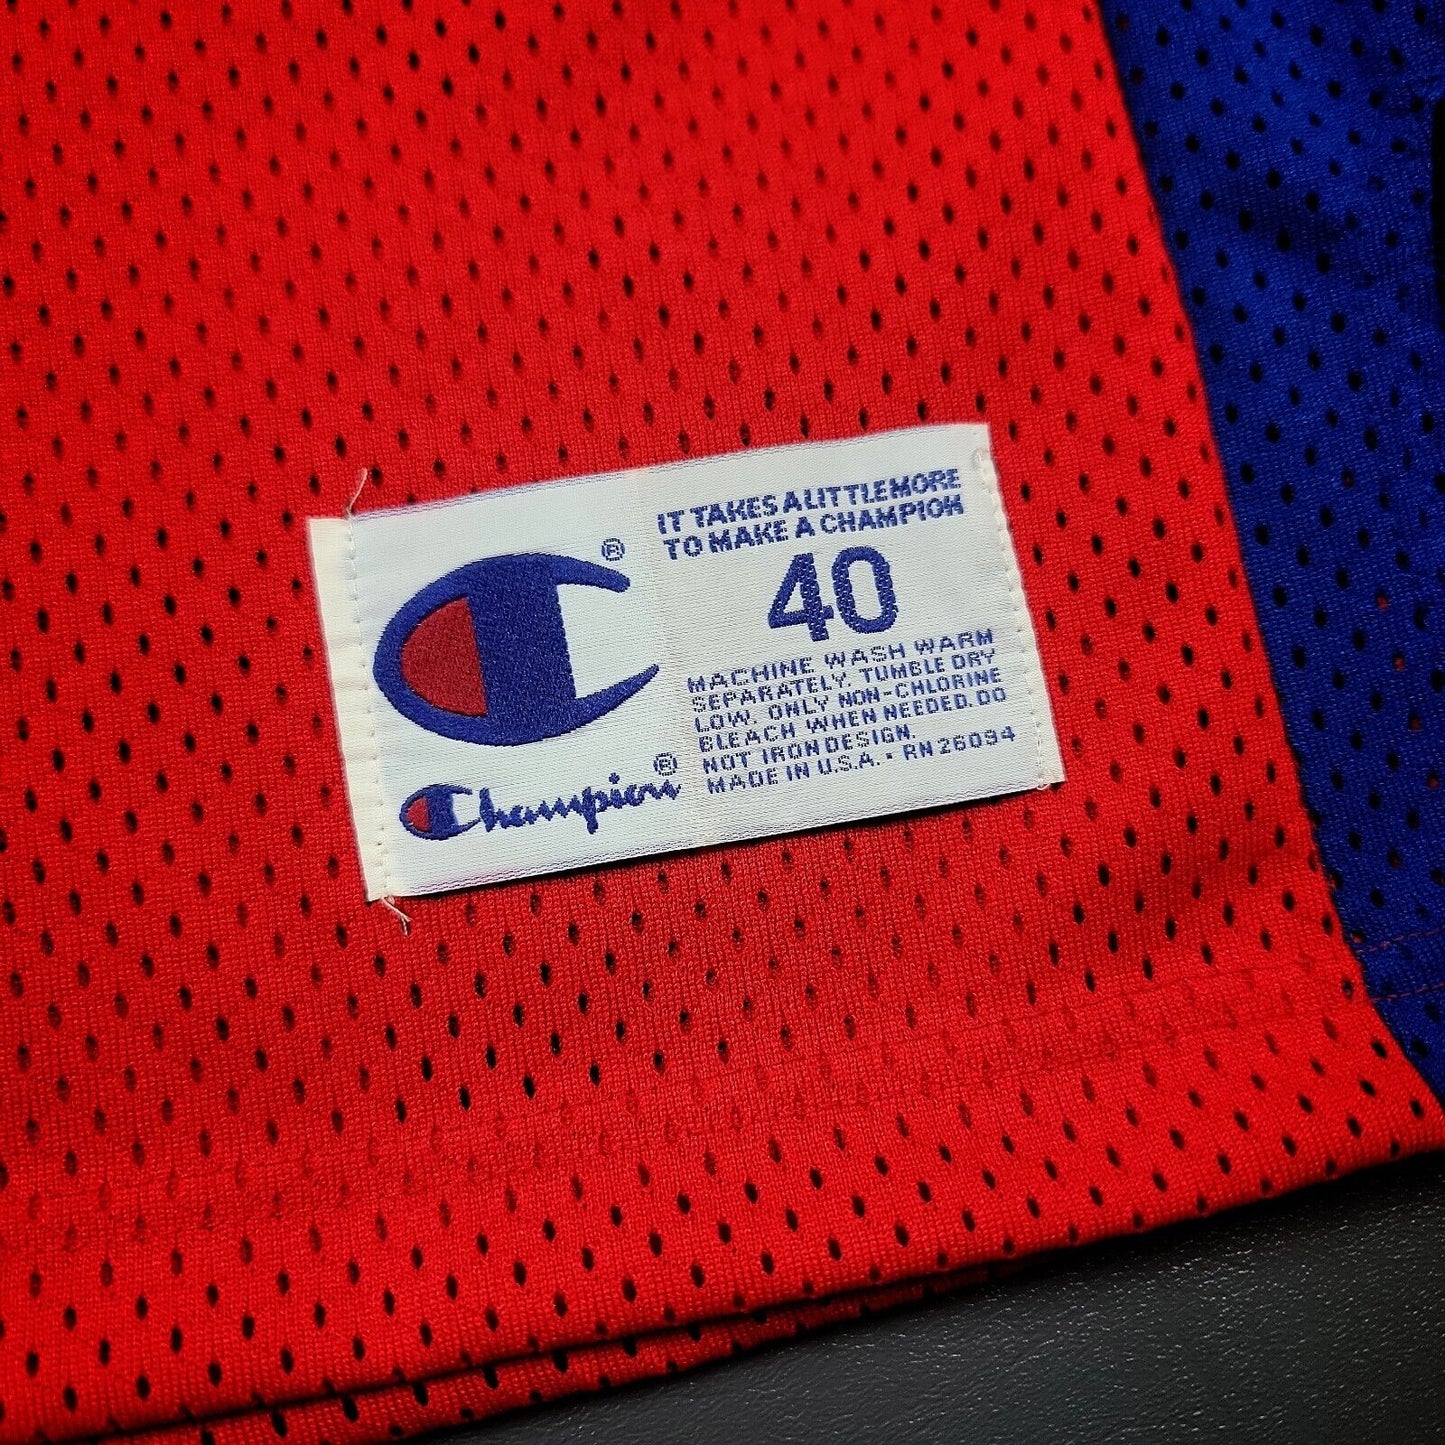 IT TAKES A LITTLE MORE
TO MAKE A CHAMPION
40
MACHINE WASH WARM
SEPARATELY. TUMBLE DRY
LOW. ONLY NON-CHLORINE
BLEACH WHEN NEEDED. DO
NOT IRON DESIGN.
MADE IN U.S.A. • RN 26094
®
Champion®